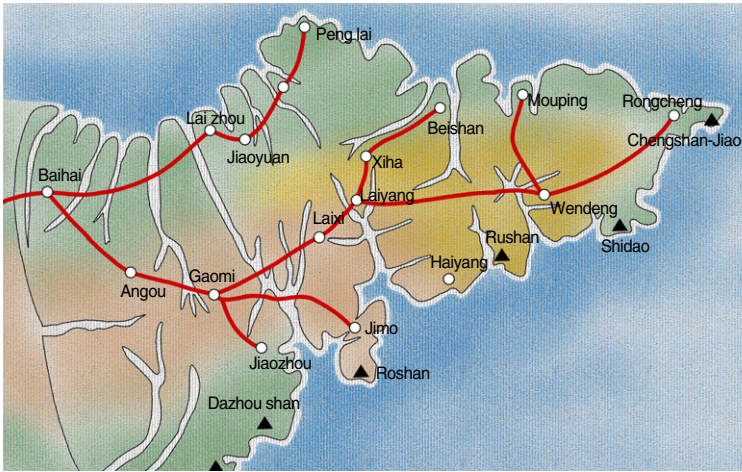 Peng lai
Mouping
Rongcheng
Lai zhou
Beishan
Chengshan-Jiao
Jiaoyuan
Xiha
Baihai
Laiyang
Wendeng
Laixi
Rushan
Shidao
Haiyang
Gaomi
Angou
Jimo
Jiaozhou
Roshan
Dazhou shan